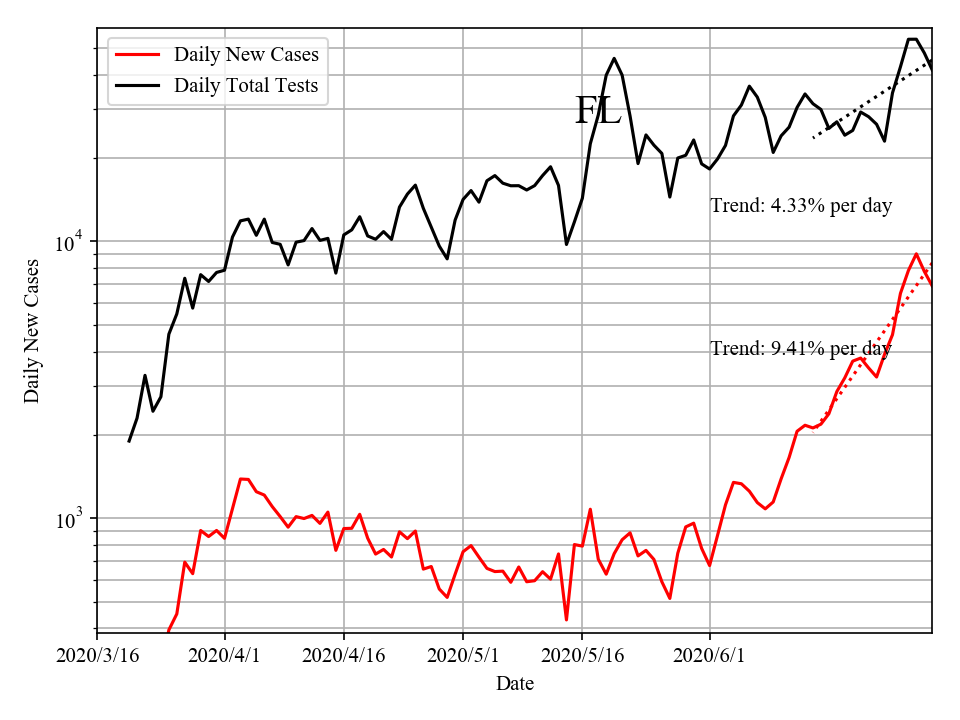 Daily New Cases
Daily Total Tests
FL
Trend: 4.33% per day
10^4
Trend: 9.41% per day
10^3
Daily New Cases
2020/3/16
2020/4/1
2020/4/16
2020/5/1
2020/5/16
2020/6/1
Date